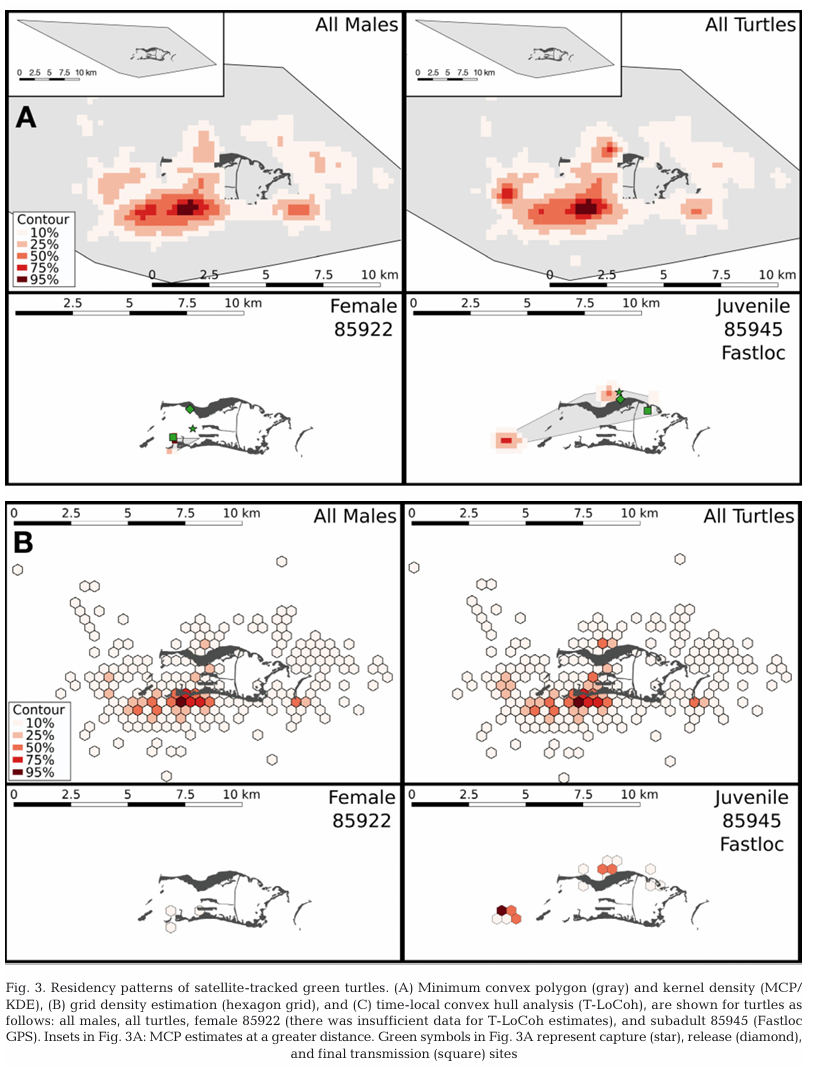 All Males
0 2.5 5 7.5 10 km
A
Contour
10%
25%
50%
75%
95%
0 2.5 5 7.5 10 km
All Turtles
0 2.5 5 7.5 10 km
0 2.5 5 7.5 10 km
2.5 5 7.5 10 km
Female
85922
0 2.5 5 7.5 10 km
Juvenile
85945
Fastloc
0 2.5 5 7.5 10 km
All Males
B
Contour
10%
25%
50%
75%
95%
0 2.5 5 7.5 10 km
All Turtles
0 2.5 5 7.5 10 km
Female
85922
0 2.5 5 7.5 10 km
Juvenile
85945
Fastloc
Fig. 3. Residency patterns of satellite-tracked green turtles. (A) Minimum convex polygon (gray) and kernel density (MCP/
KDE), (B) grid density estimation (hexagon grid), and (C) time-local convex hull analysis (T-LoCoh), are shown for turtles as
follows: all males, all turtles, female 85922 (there was insufficient data for T-LoCoh estimates), and subadult 85945 (Fastloc
GPS). Insets in Fig. 3A: MCP estimates at a greater distance. Green symbols in Fig. 3A represent capture (star), release (diamond),
and final transmission (square) sites